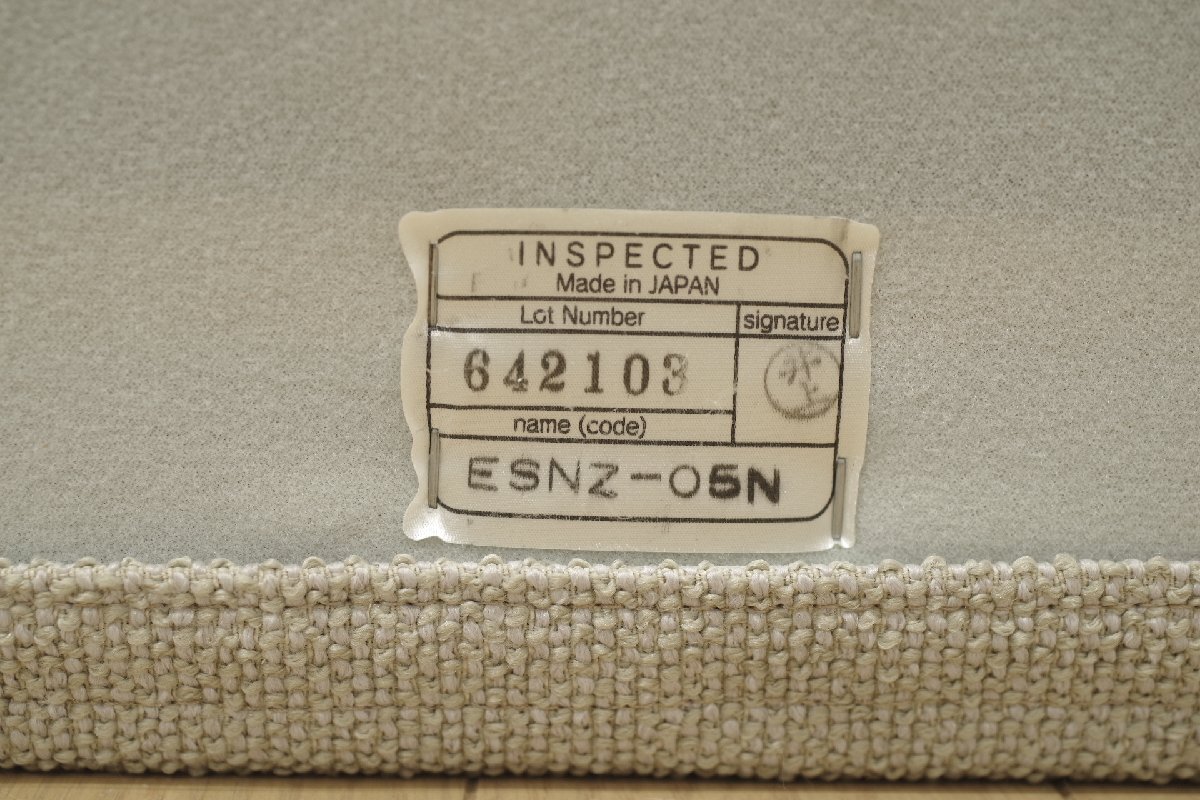 INSPECTED
Made in JAPAN
Lot Number
signature
642103
name (code)
ESNZ-05N